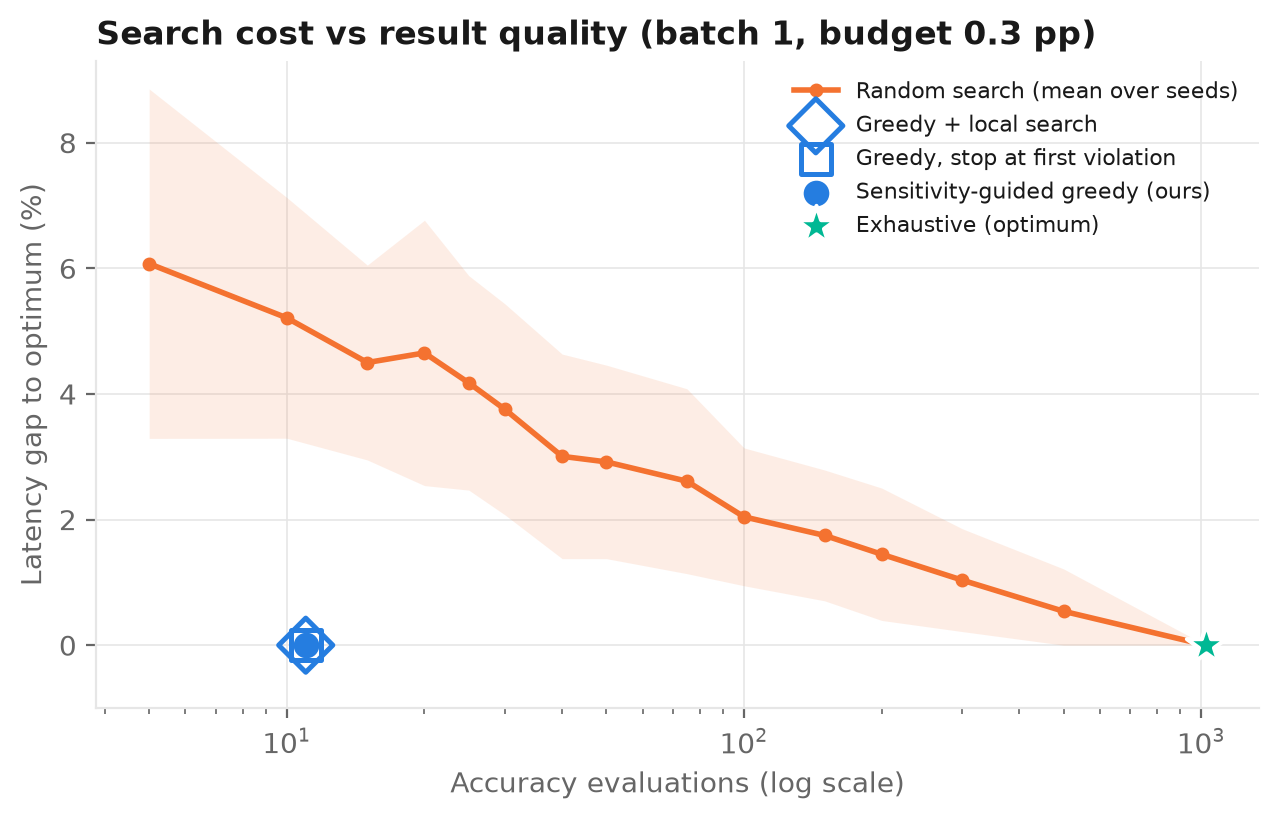 Search cost vs result quality (batch 1, budget 0.3 pp)
Random search (mean over seeds)
Greedy + local search
Greedy, stop at first violation
Sensitivity-guided greedy (ours)
Exhaustive (optimum)
Latency gap to optimum (%)
8
6
4
2
0
10¹ 10² 10³
Accuracy evaluations (log scale)